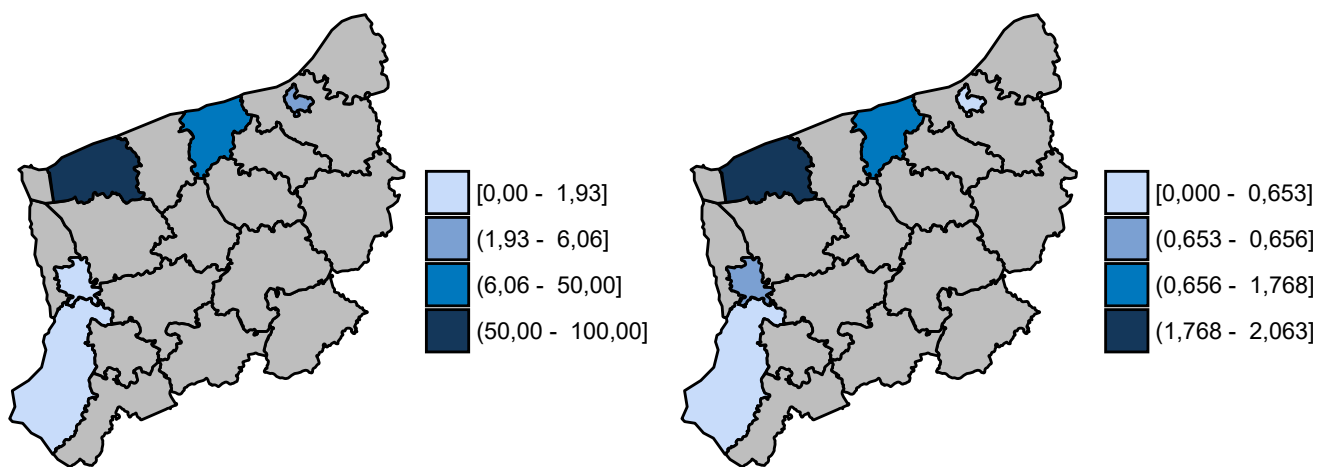 [0,00 - 1,93]
(1,93 - 6,06]
(6,06 - 50,00]
(50,00 - 100,00]
[0,000 - 0,653]
(0,653 - 0,656]
(0,656 - 1,768]
(1,768 - 2,063]